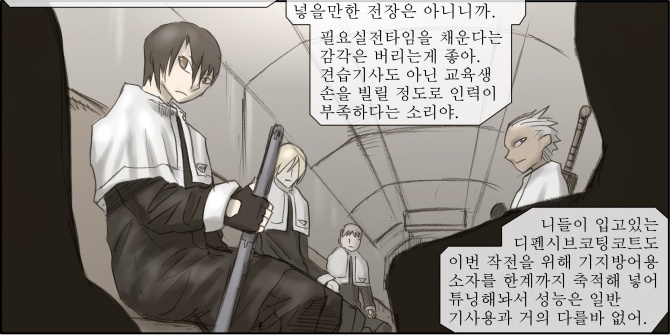 넣을만한 전장은 아니니까.
필요실전타임을 채운다는
감각은 버리는게 좋아.
견습기사도 아닌 교육생
손을 빌릴 정도로 인력이
부족하다는 소리야.
니들이 입고있는
디펜시브코팅코트도
이번 작전을 위해 기지방어용
소자를 한계까지 축적해 넣어
튜닝해놔서 성능은 일반
기사용과 거의 다를바 없어.